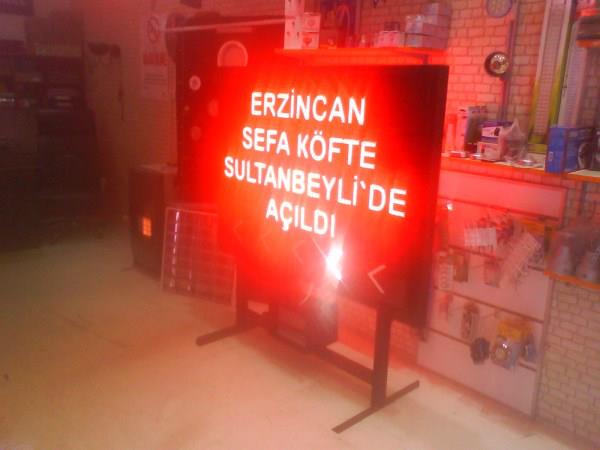 ERZİNCAN
SEFA KÖFTE
SULTANBEYLİ`DE
AÇILDI